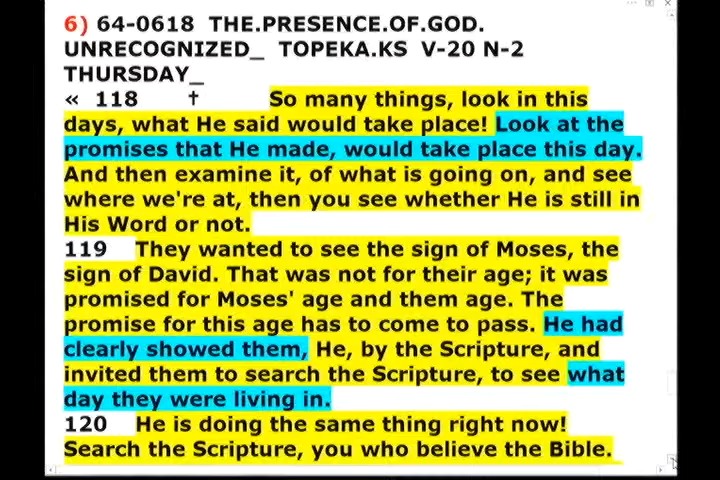 6) 64-0618 THE.PRESENCE.OF.GOD.
UNRECOGNIZED_ TOPEKA.KS V-20 N-2
THURSDAY_
« 118 † So many things, look in this
days, what He said would take place! Look at the
promises that He made, would take place this day.
And then examine it, of what is going on, and see
where we're at, then you see whether He is still in
His Word or not.
119 They wanted to see the sign of Moses, the
sign of David. That was not for their age; it was
promised for Moses' age and them age. The
promise for this age has to come to pass. He had
clearly showed them, He, by the Scripture, and
invited them to search the Scripture, to see what
day they were living in.
120 He is doing the same thing right now!
Search the Scripture, you who believe the Bible.